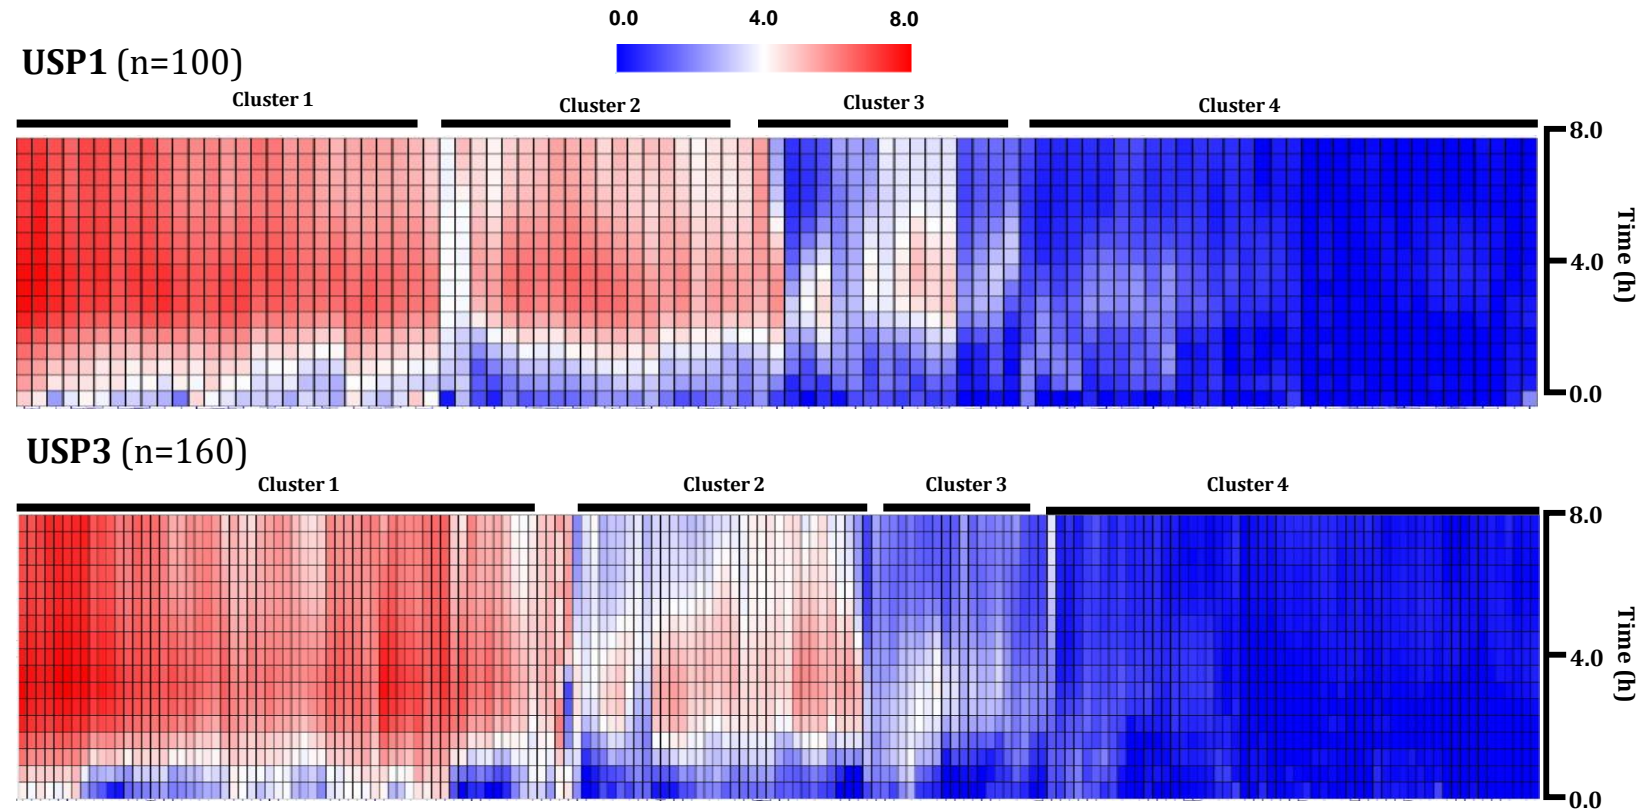 0.0 4.0 8.0
USP1 (n=100)
Cluster 1 Cluster 2 Cluster 3 Cluster 4
8.0
4.0
0.0
Time (h)
USP3 (n=160)
Cluster 1 Cluster 2 Cluster 3 Cluster 4
8.0
4.0
0.0
Time (h)